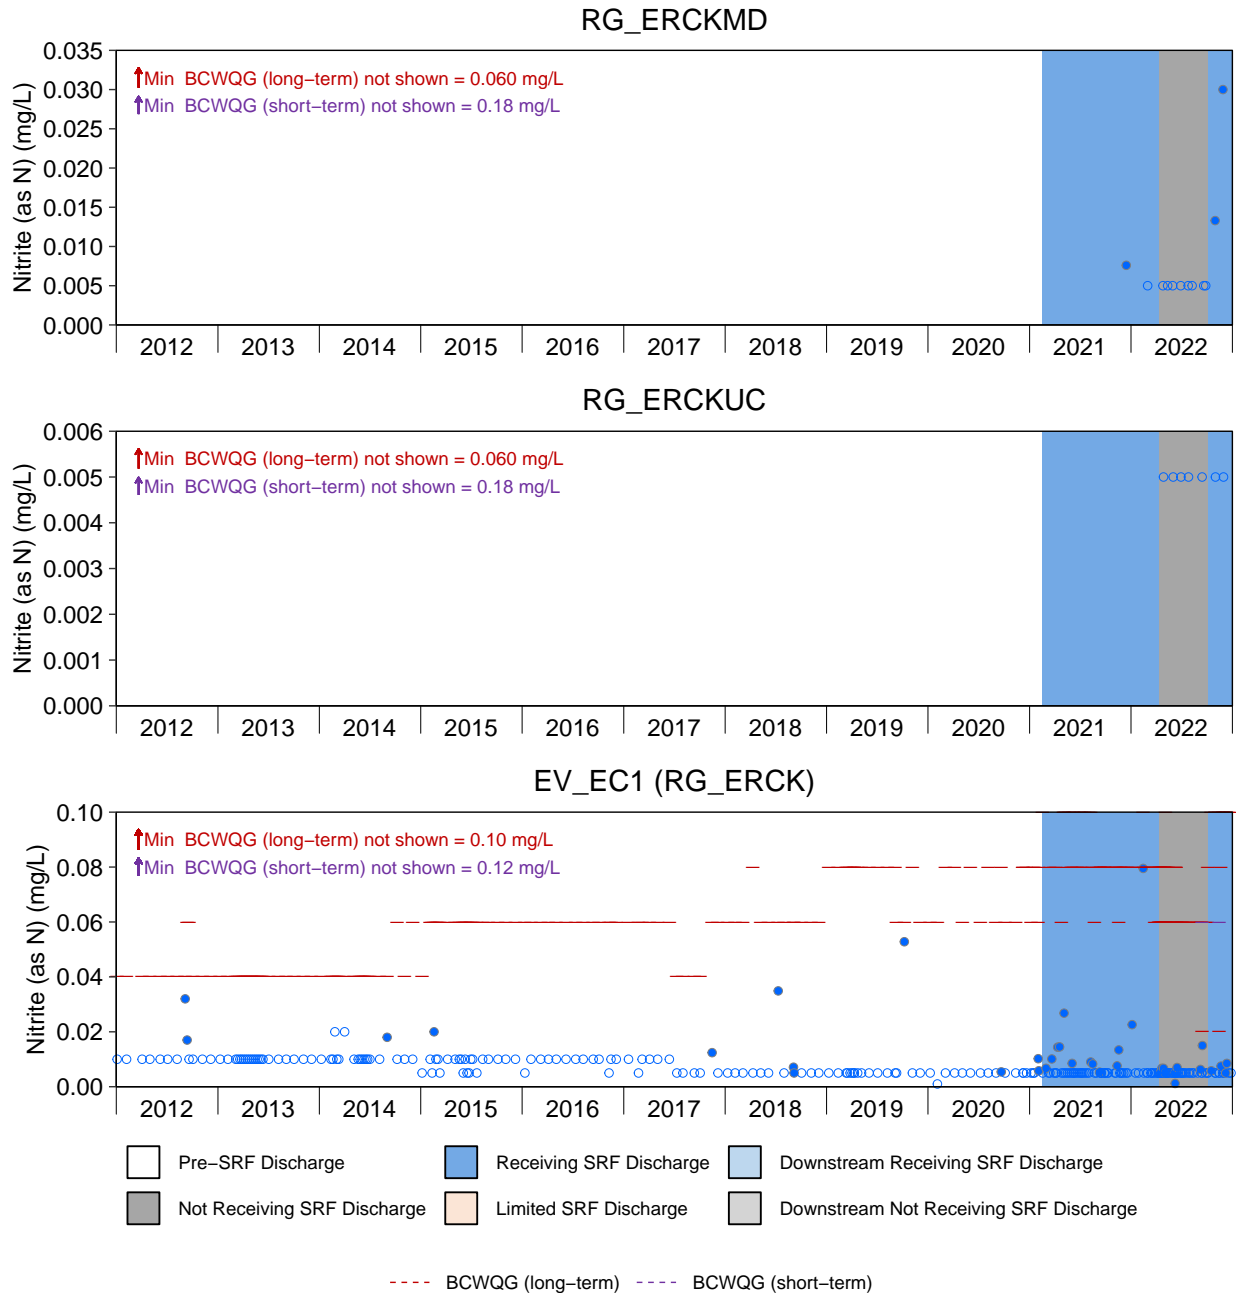 RG_ERCKMD
Nitrite (as N) (mg/L)
0.035
0.030
0.025
0.020
0.015
0.010
0.005
0.000
Min BCWQG (long−term) not shown = 0.060 mg/L
Min BCWQG (short−term) not shown = 0.18 mg/L
2012 2013 2014 2015 2016 2017 2018 2019 2020 2021 2022
RG_ERCKUC
Nitrite (as N) (mg/L)
0.006
0.005
0.004
0.003
0.002
0.001
0.000
Min BCWQG (long−term) not shown = 0.060 mg/L
Min BCWQG (short−term) not shown = 0.18 mg/L
2012 2013 2014 2015 2016 2017 2018 2019 2020 2021 2022
EV_EC1 (RG_ERCK)
Nitrite (as N) (mg/L)
0.10
0.08
0.06
0.04
0.02
0.00
Min BCWQG (long−term) not shown = 0.10 mg/L
Min BCWQG (short−term) not shown = 0.12 mg/L
2012 2013 2014 2015 2016 2017 2018 2019 2020 2021 2022
Pre−SRF Discharge Receiving SRF Discharge Downstream Receiving SRF Discharge
Not Receiving SRF Discharge Limited SRF Discharge Downstream Not Receiving SRF Discharge
BCWQG (long−term) BCWQG (short−term)